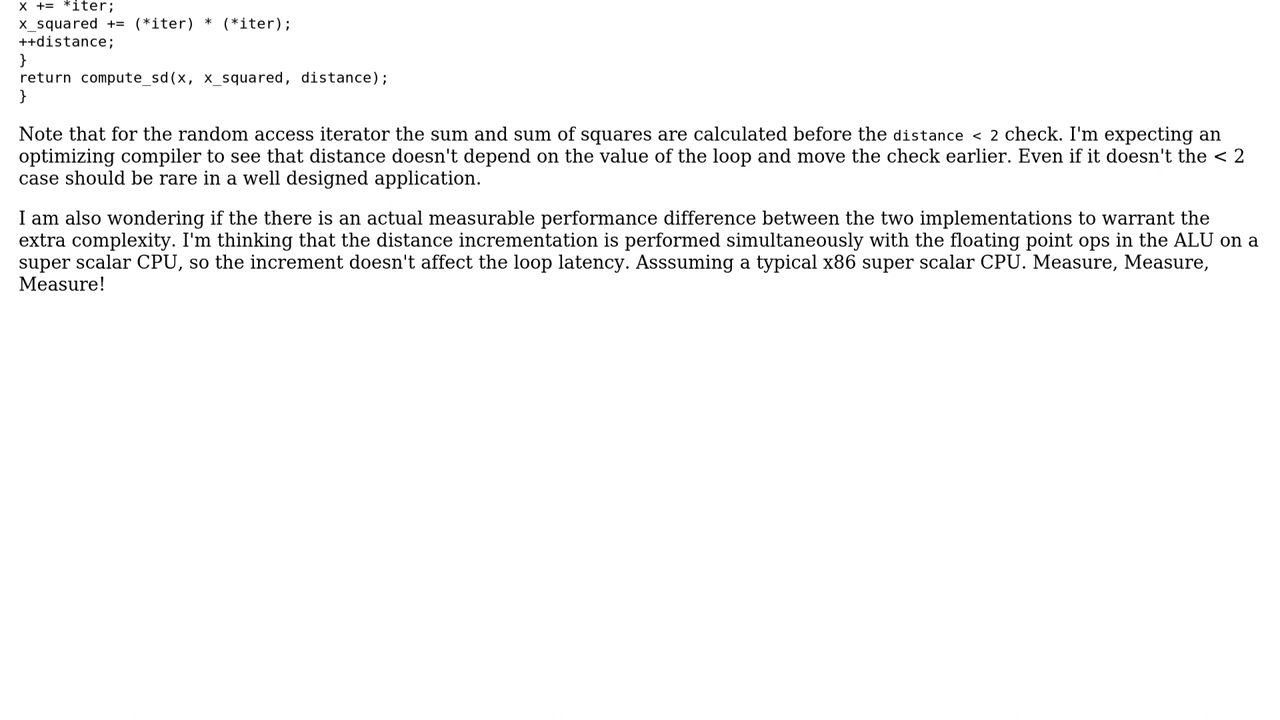 x += *iter;
x_squared += (*iter) * (*iter);
++distance;
}
return compute_sd(x, x_squared, distance);
}
Note that for the random access iterator the sum and sum of squares are calculated before the distance < 2 check. I'm expecting an
optimizing compiler to see that distance doesn't depend on the value of the loop and move the check earlier. Even if it doesn't the < 2
case should be rare in a well designed application.
I am also wondering if the there is an actual measurable performance difference between the two implementations to warrant the
extra complexity. I'm thinking that the distance incrementation is performed simultaneously with the floating point ops in the ALU on a
super scalar CPU, so the increment doesn't affect the loop latency. Asssuming a typical x86 super scalar CPU. Measure, Measure,
Measure!